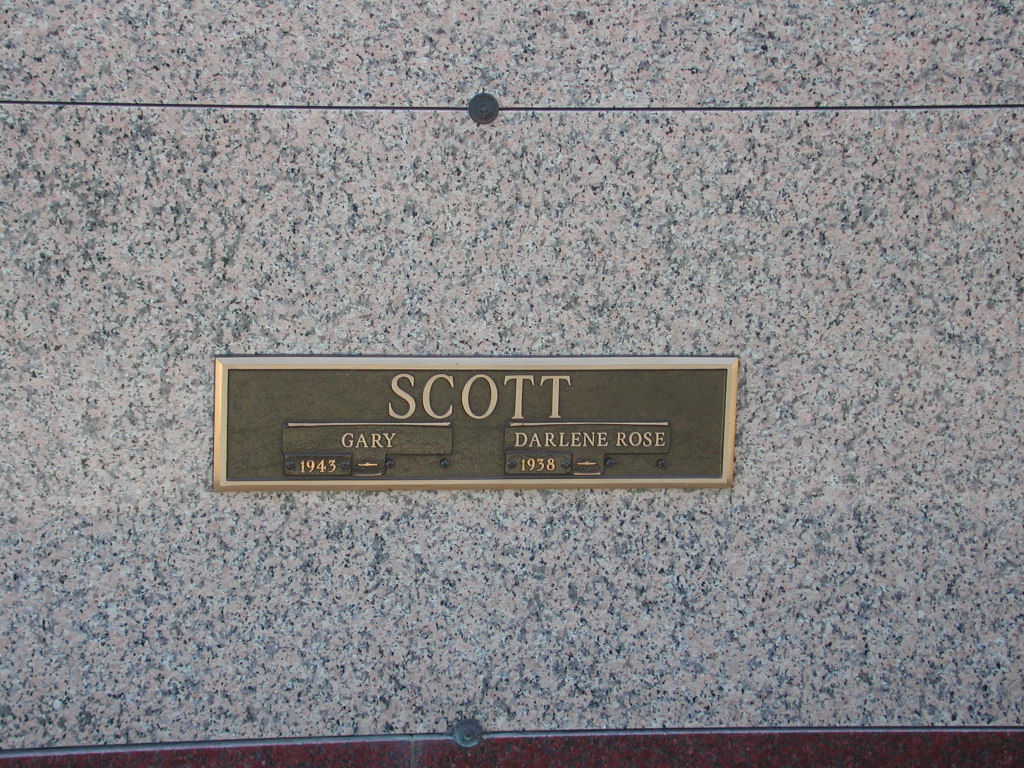 SCOTT
GARY DARLENE ROSE
1943 – 1938 –